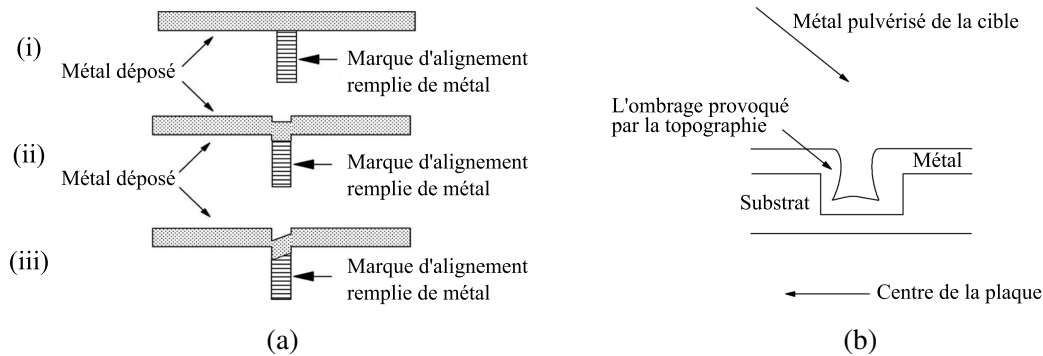 (i)
Métal déposé
Marque d'alignement
remplie de métal
(ii)
Métal déposé
Marque d'alignement
remplie de métal
(iii)
Marque d'alignement
remplie de métal
(a)
Métal pulvérisé de la cible
L'ombrage provoqué
par la topographie
Métal
Substrat
Centre de la plaque
(b)